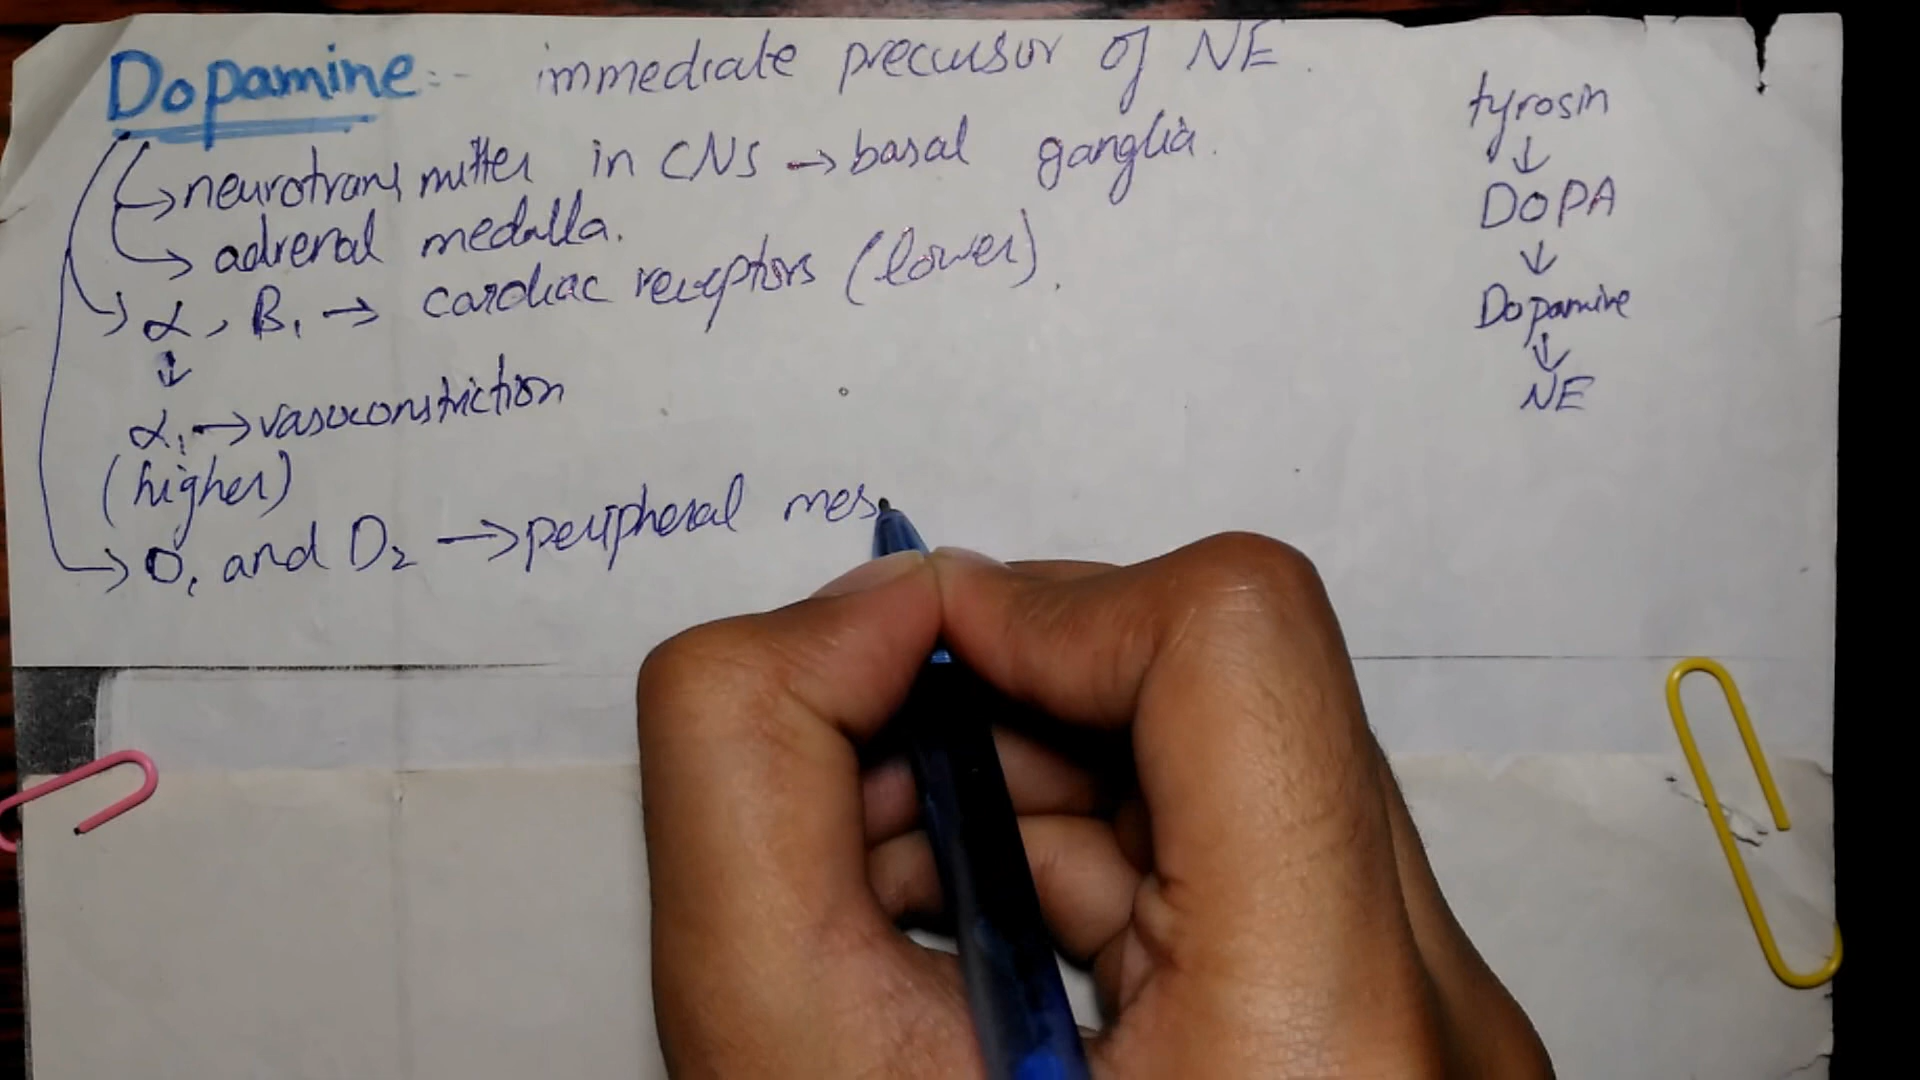 Dopamine:- immediate precursor of NE.
neurotransmitter in CNS → basal ganglia.
adrenal medulla.
α, B₁ → cardiac receptors (lower).
↓
α₁ → vasoconstriction
(higher)
D₁ and D₂ → peripheral mes
tyrosin
↓
DOPA
↓
Dopamine
↓
NE